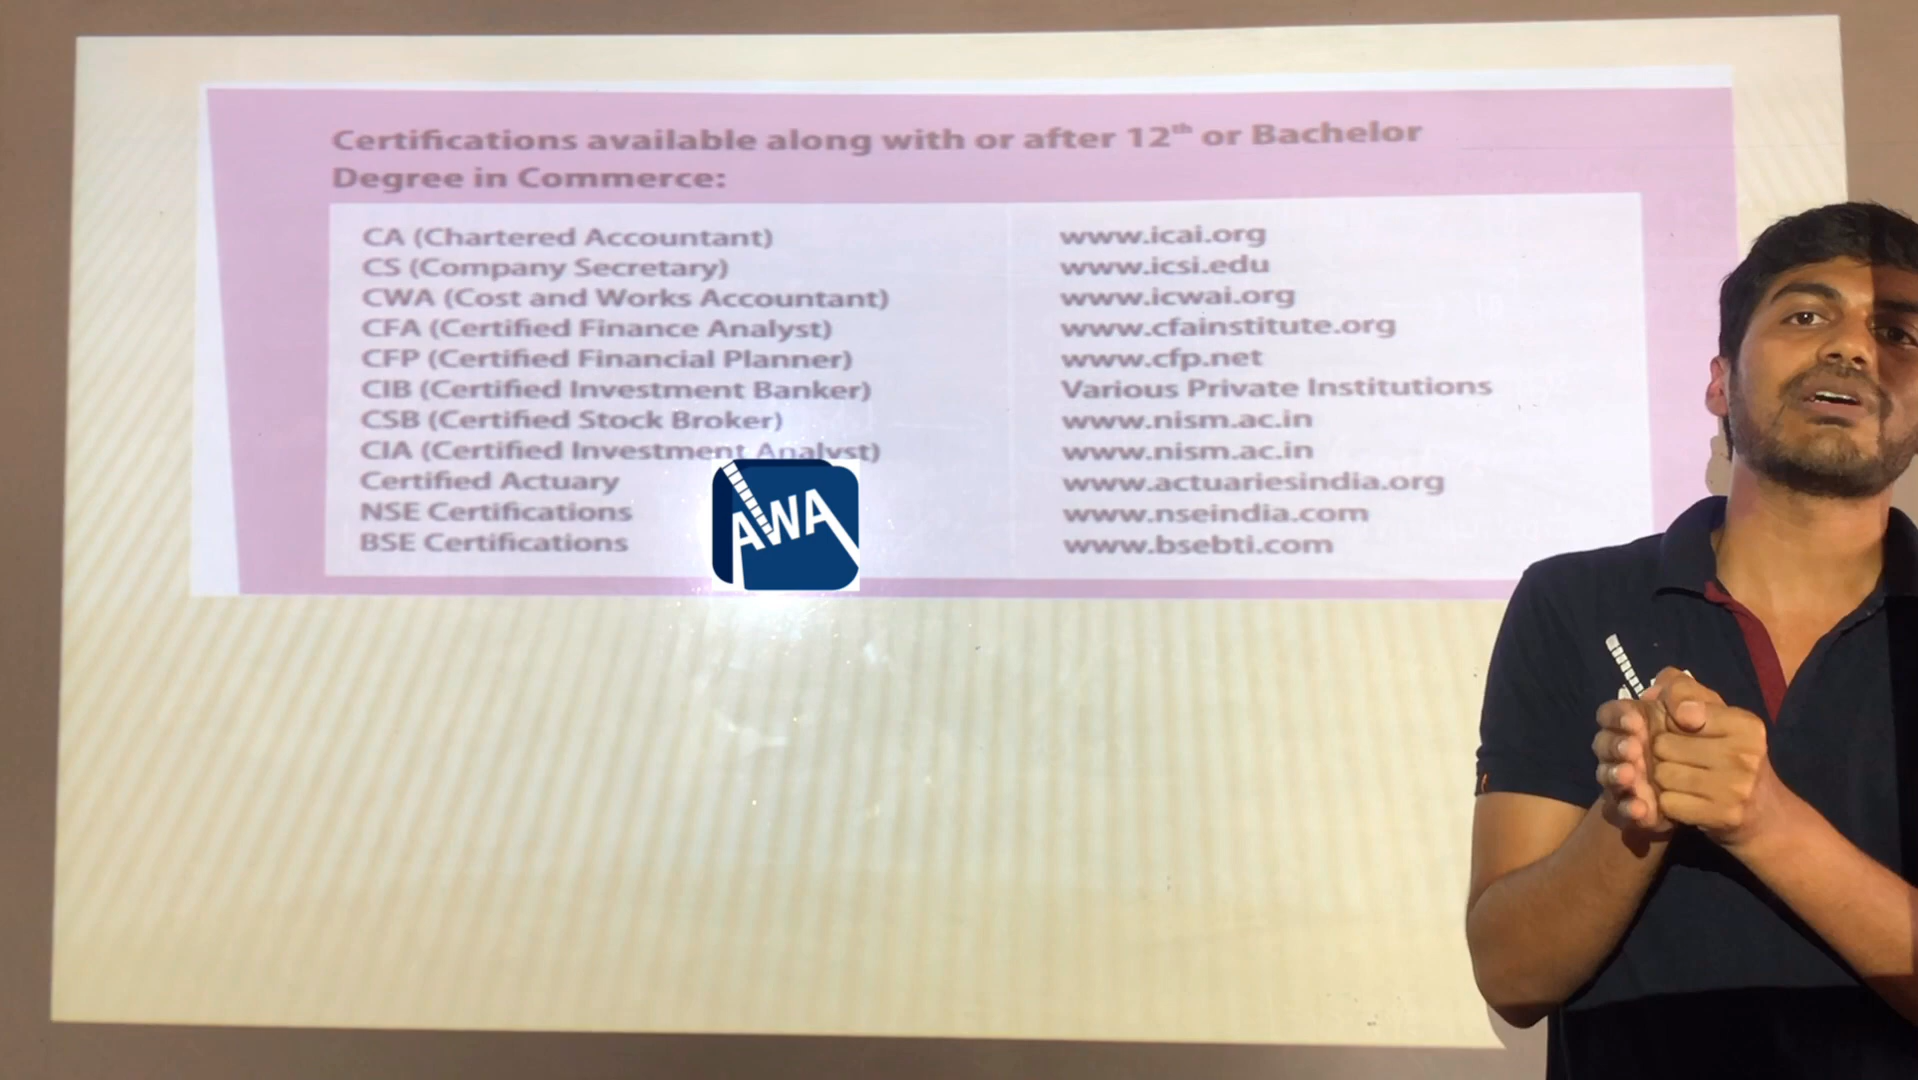 Certifications available along with or after 12th or Bachelor
Degree in Commerce:
CA (Chartered Accountant) www.icai.org
CS (Company Secretary) www.icsi.edu
CWA (Cost and Works Accountant) www.icwai.org
CFA (Certified Finance Analyst) www.cfainstitute.org
CFP (Certified Financial Planner) www.cfp.net
CIB (Certified Investment Banker) Various Private Institutions
CSB (Certified Stock Broker) www.nism.ac.in
CIA (Certified Investment Analyst) www.nism.ac.in
Certified Actuary www.actuariesindia.org
NSE Certifications www.nseindia.com
BSE Certifications www.bsebti.com
AWA